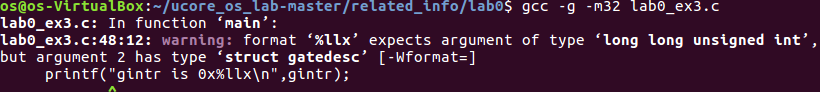 os@os-VirtualBox:~/ucore_os_lab-master/related_info/lab0$ gcc -g -m32 lab0_ex3.c
lab0_ex3.c: In function ‘main’:
lab0_ex3.c:48:12: warning: format ‘%llx’ expects argument of type ‘long long unsigned int’,
but argument 2 has type ‘struct gatedesc’ [-Wformat=]
printf("gintr is 0x%llx\n",gintr);
^